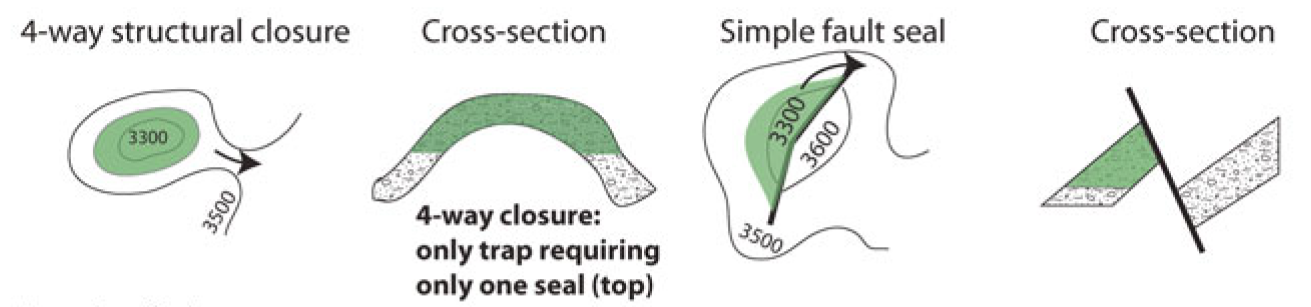 4-way structural closure
Cross-section
Simple fault seal
Cross-section
3300
3500
4-way closure:
only trap requiring
only one seal (top)
3300
3600
3500